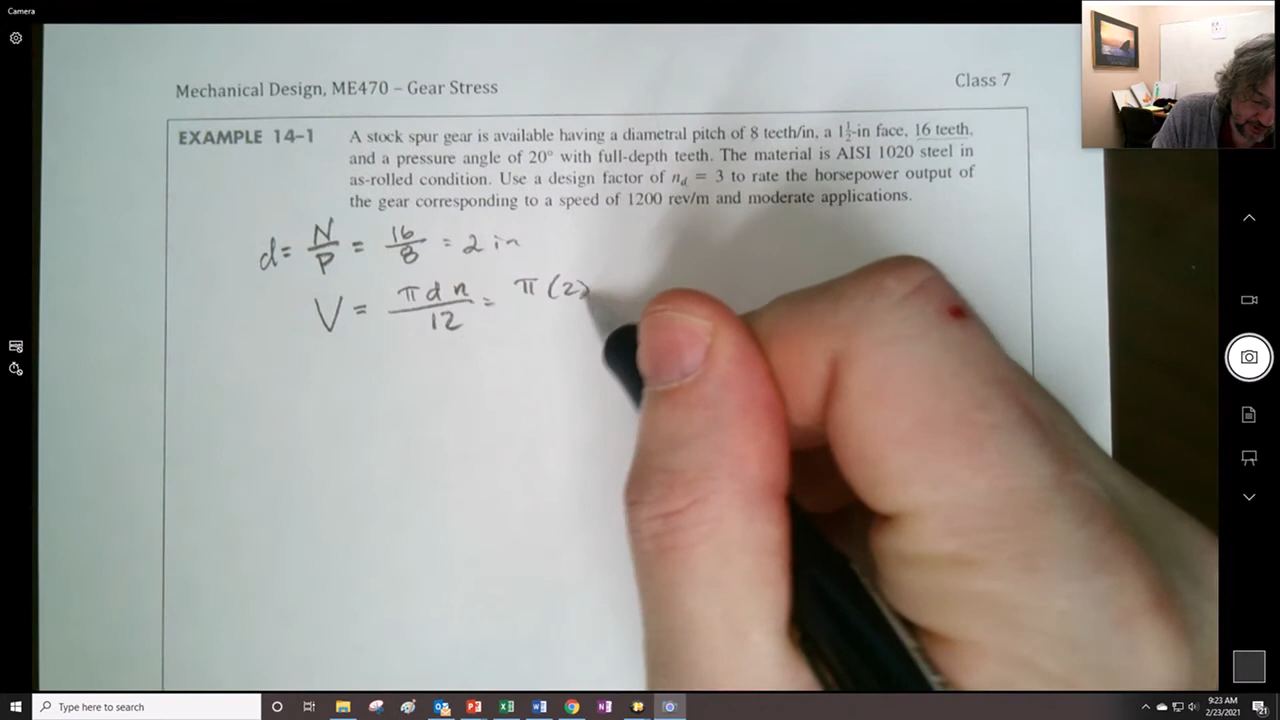 Camera
Mechanical Design, ME470 – Gear Stress
Class 7
EXAMPLE 14–1 A stock spur gear is available having a diametral pitch of 8 teeth/in, a 1½-in face, 16 teeth,
and a pressure angle of 20° with full-depth teeth. The material is AISI 1020 steel in
as-rolled condition. Use a design factor of n_d = 3 to rate the horsepower output of
the gear corresponding to a speed of 1200 rev/m and moderate applications.
d = N/P = 16/8 = 2 in
V = πdn/12 = π(2)
Type here to search
9:23 AM
2/23/2021
21